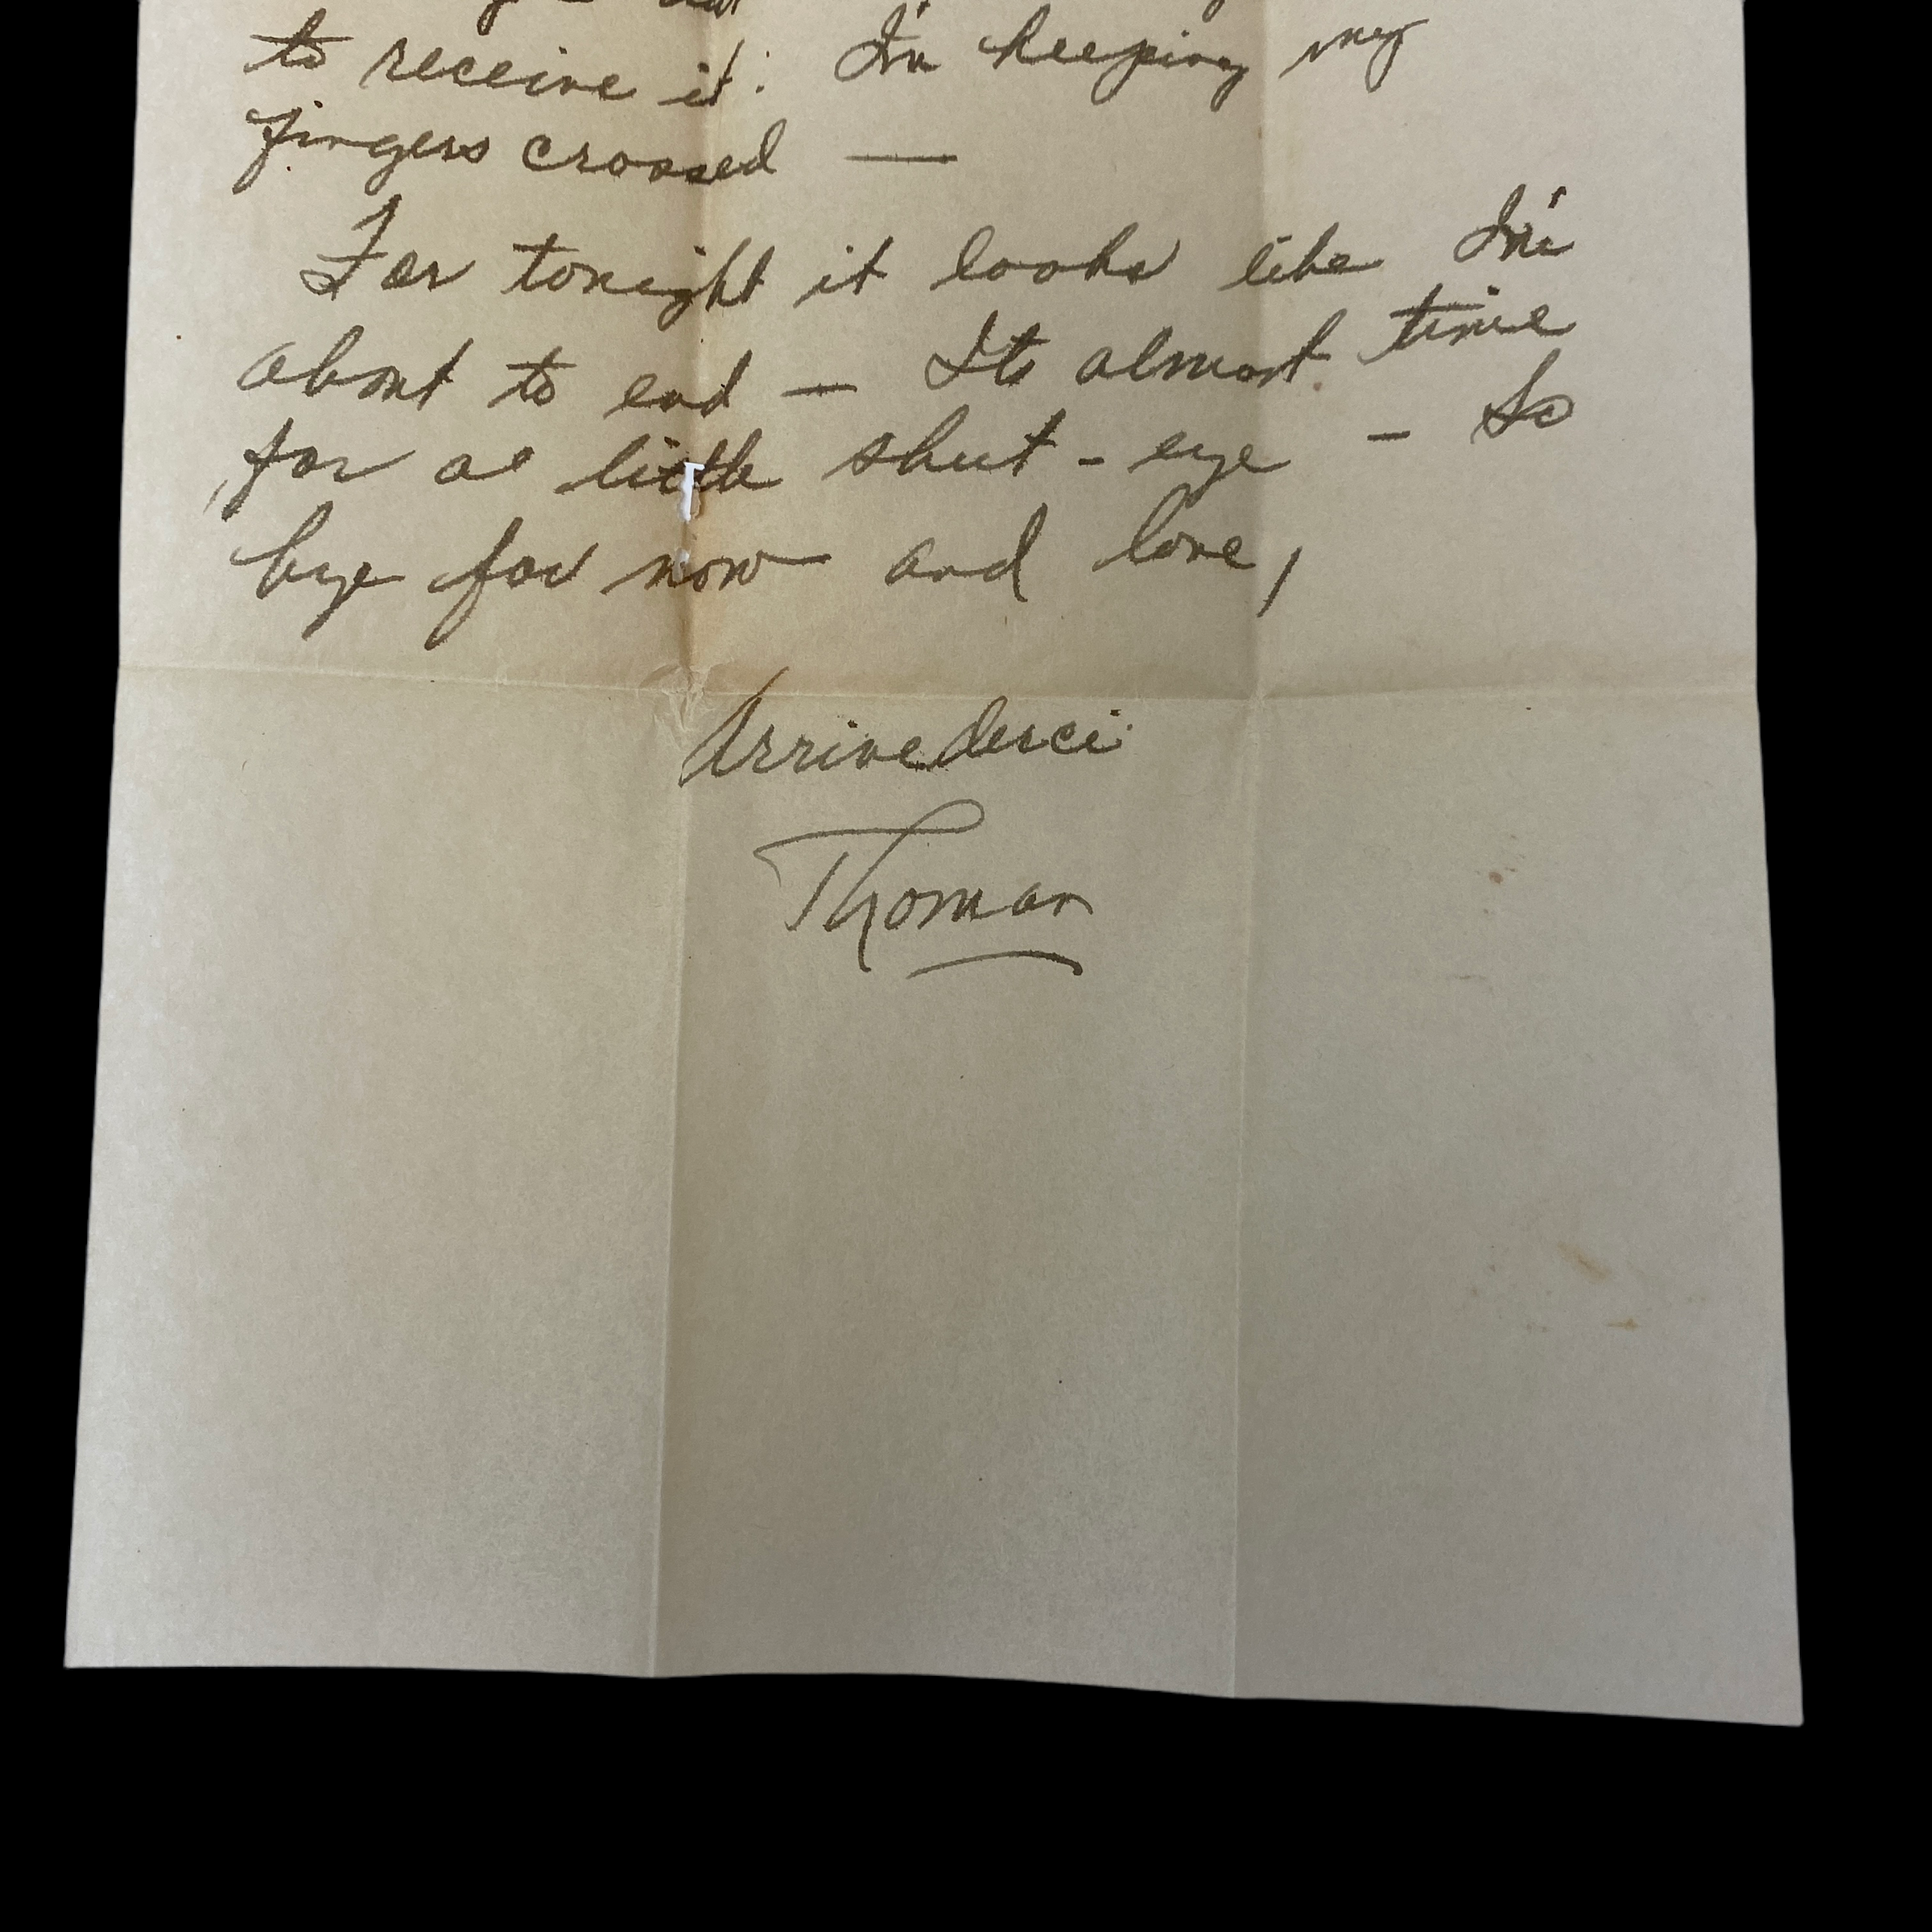 to receive it. I'm keeping my
fingers crossed —
For tonight it looks like I'm
about to end — Its almost time
for a little shut-eye — So
bye for now and love,
Arrivederci
Thomas